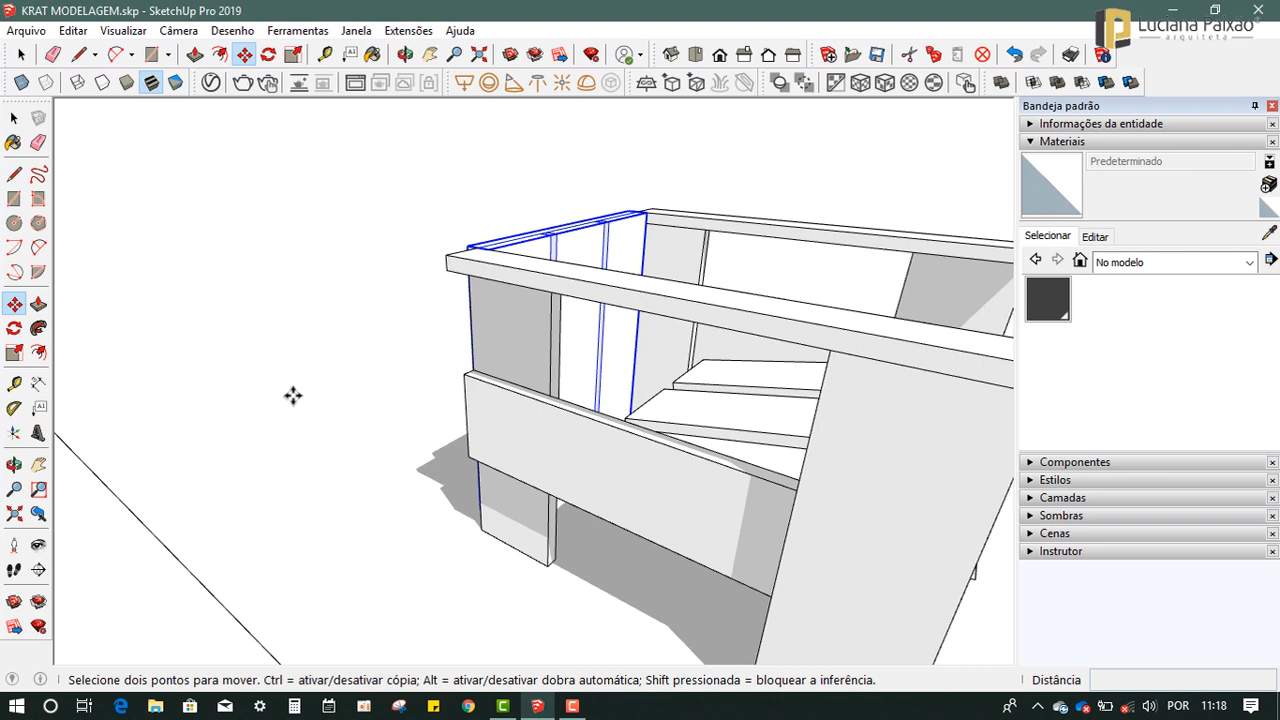 KRAT MODELAGEM.skp - SketchUp Pro 2019
Luciana Paixão
arquiteta
Arquivo Editar Visualizar Câmera Desenho Ferramentas Janela Extensões Ajuda
Bandeja padrão
Informações da entidade
Materiais
Predeterminado
Selecionar Editar
No modelo
Componentes
Estilos
Camadas
Sombras
Cenas
Instrutor
Selecione dois pontos para mover. Ctrl = ativar/desativar cópia; Alt = ativar/desativar dobra automática; Shift pressionada = bloquear a inferência.
Distância
POR 11:18